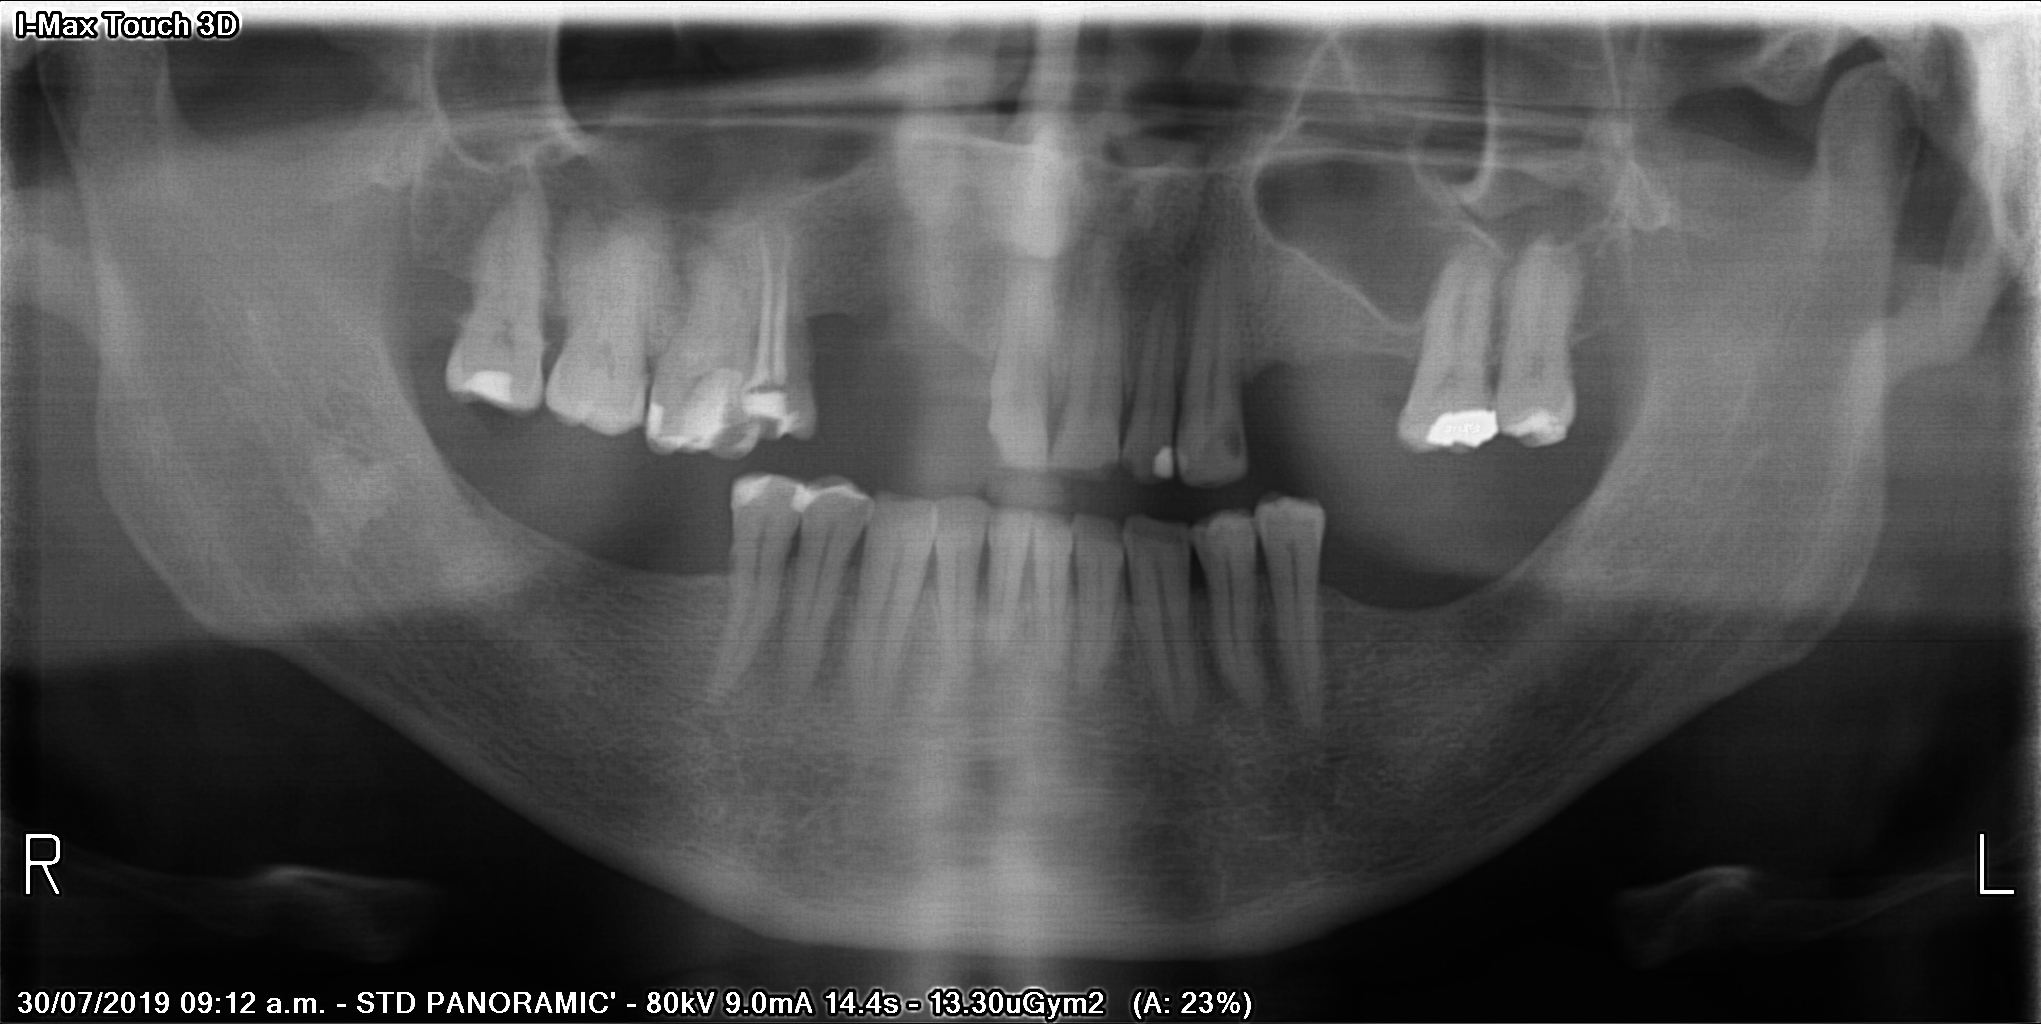 I-Max Touch 3D
R
L
30/07/2019 09:12 a.m. - STD PANORAMIC' - 80kV 9.0mA 14.4s - 13.30uGym2 (A: 23%)